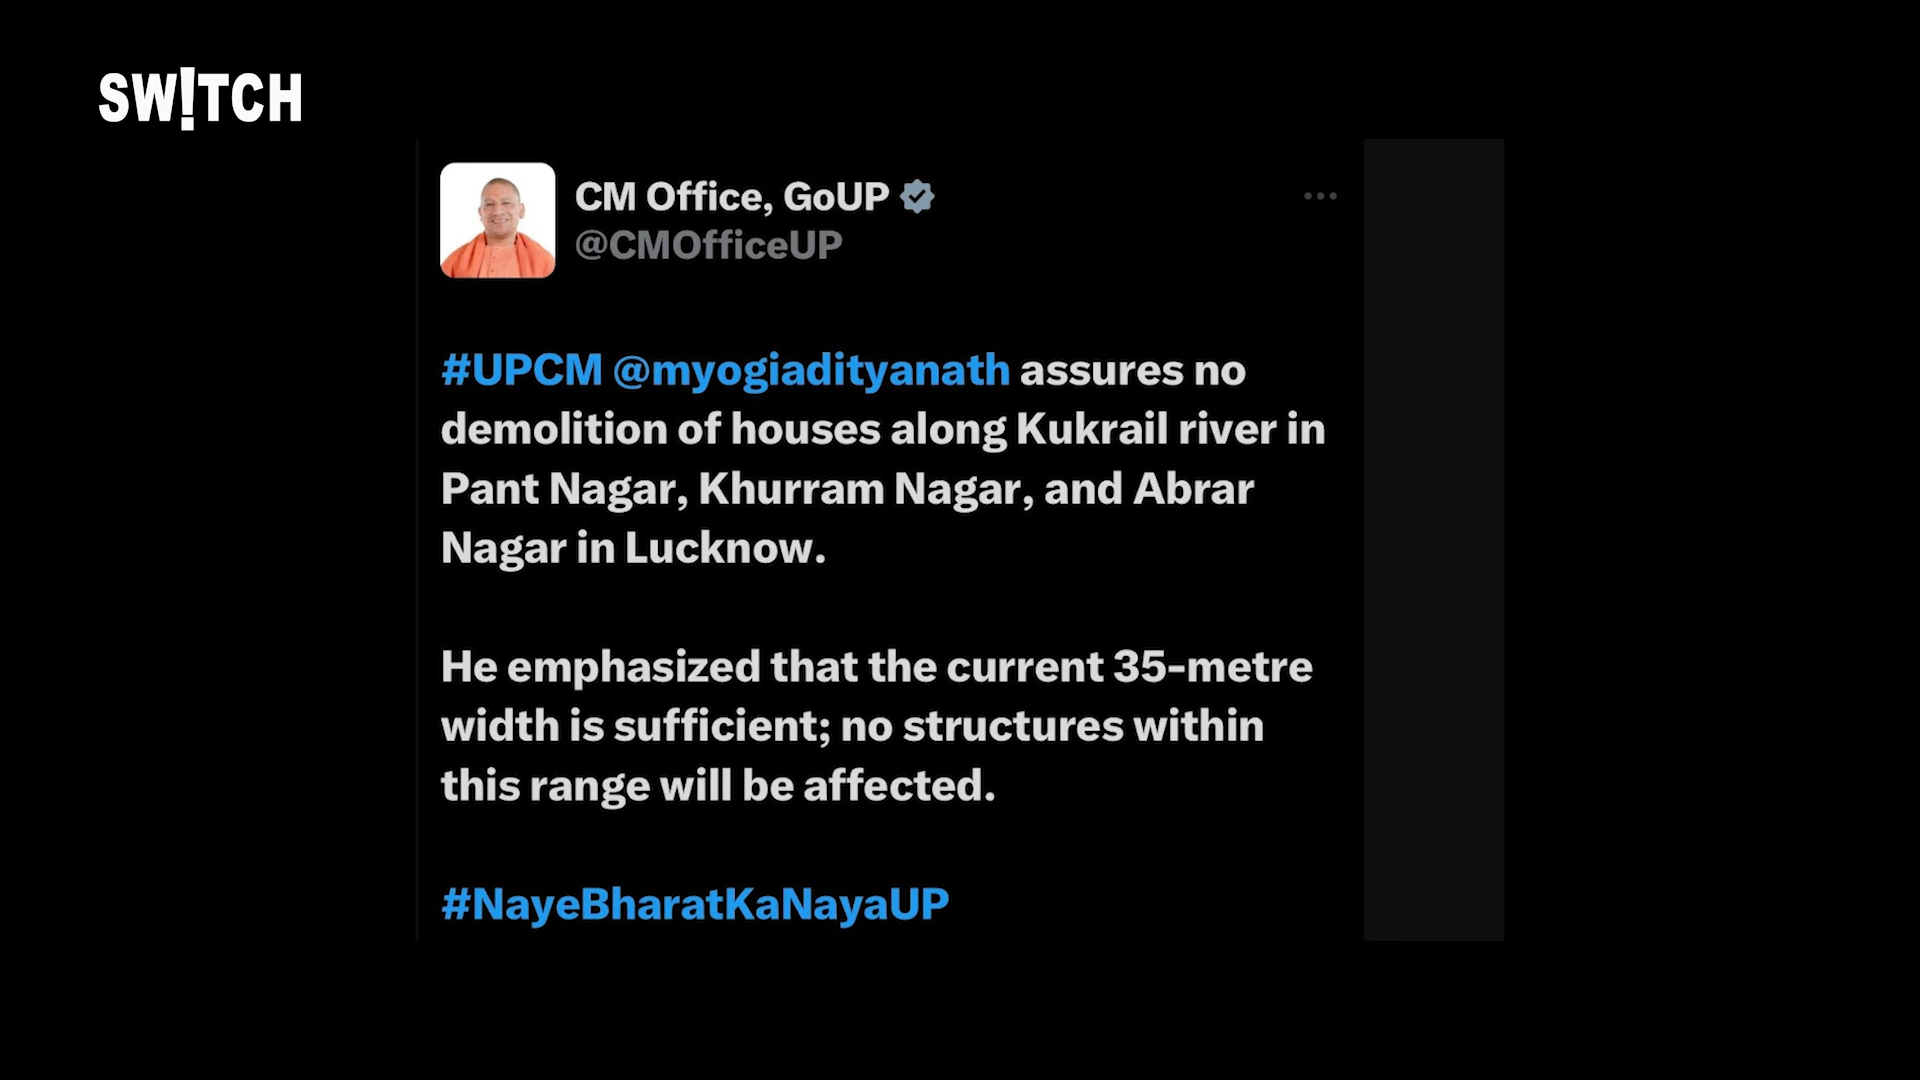 SW!TCH
CM Office, GoUP
@CMOfficeUP
#UPCM @myogiadityanath assures no
demolition of houses along Kukrail river in
Pant Nagar, Khurram Nagar, and Abrar
Nagar in Lucknow.
He emphasized that the current 35-metre
width is sufficient; no structures within
this range will be affected.
#NayeBharatKaNayaUP